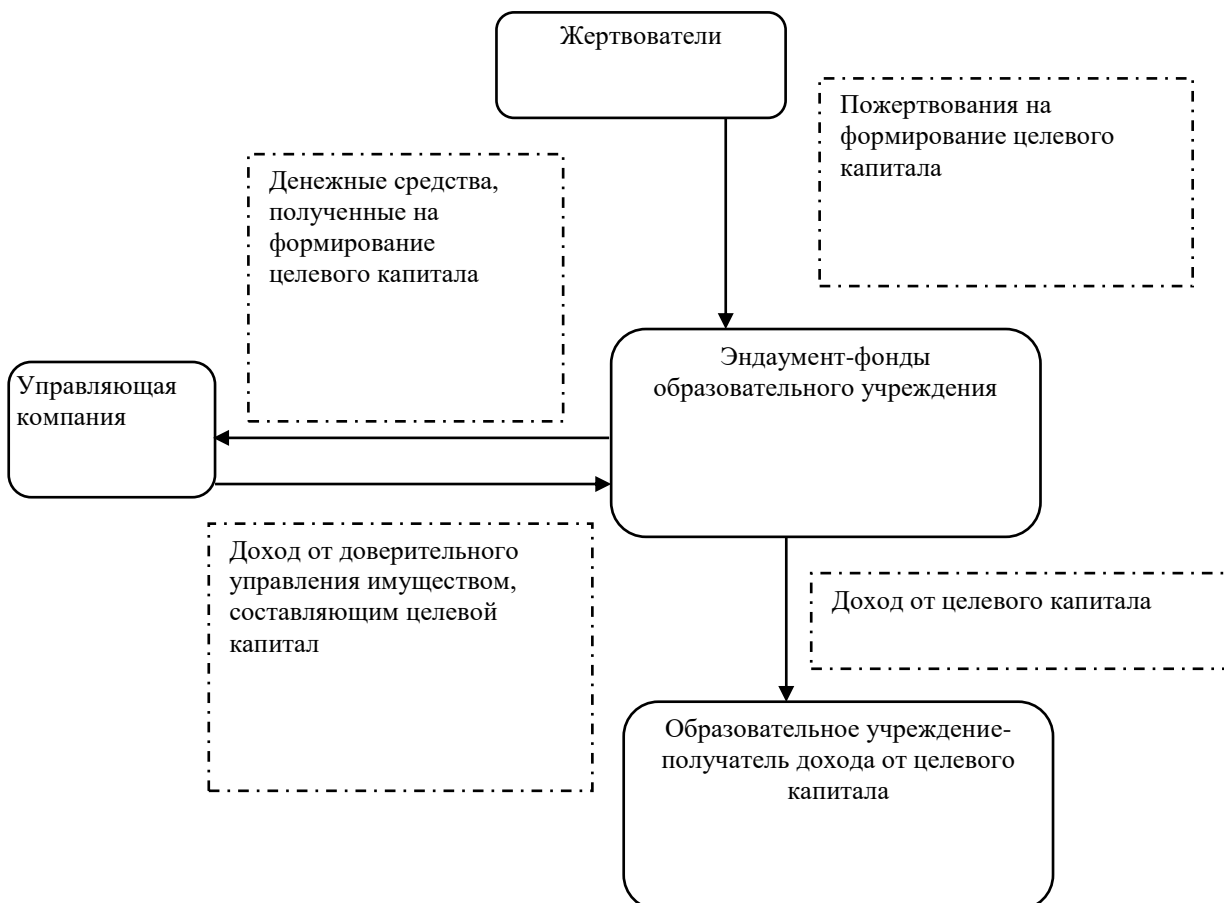 Жертвователи
Пожертвования на
формирование целевого
капитала
Денежные средства,
полученные на
формирование
целевого капитала
Эндаумент-фонды
образовательного учреждения
Управляющая
компания
Доход от доверительного
управления имуществом,
составляющим целевой
капитал
Доход от целевого капитала
Образовательное учреждение-
получатель дохода от целевого
капитала